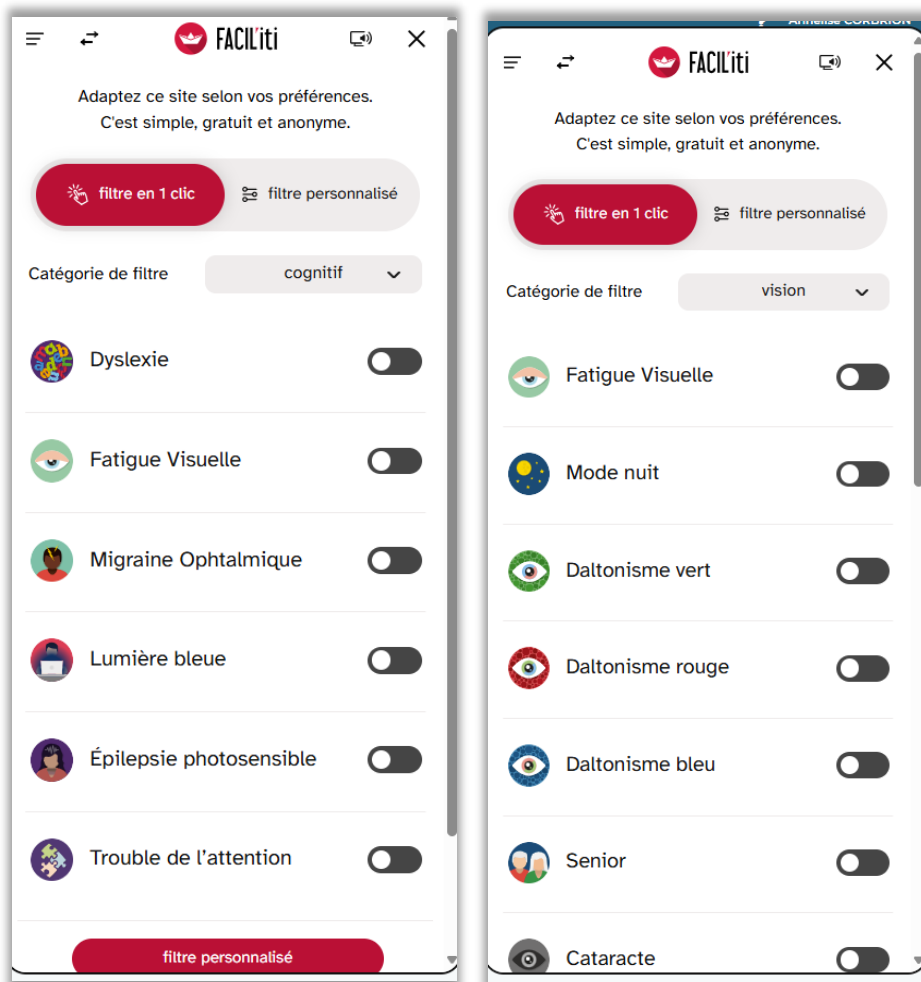 FACIL'iti
Adaptez ce site selon vos préférences.
C'est simple, gratuit et anonyme.
filtre en 1 clic
filtre personnalisé
Catégorie de filtre
cognitif
Dyslexie
Fatigue Visuelle
Migraine Ophtalmique
Lumière bleue
Épilepsie photosensible
Trouble de l'attention
filtre personnalisé
Annelise CORBRION
FACIL'iti
Adaptez ce site selon vos préférences.
C'est simple, gratuit et anonyme.
filtre en 1 clic
filtre personnalisé
Catégorie de filtre
vision
Fatigue Visuelle
Mode nuit
Daltonisme vert
Daltonisme rouge
Daltonisme bleu
Senior
Cataracte